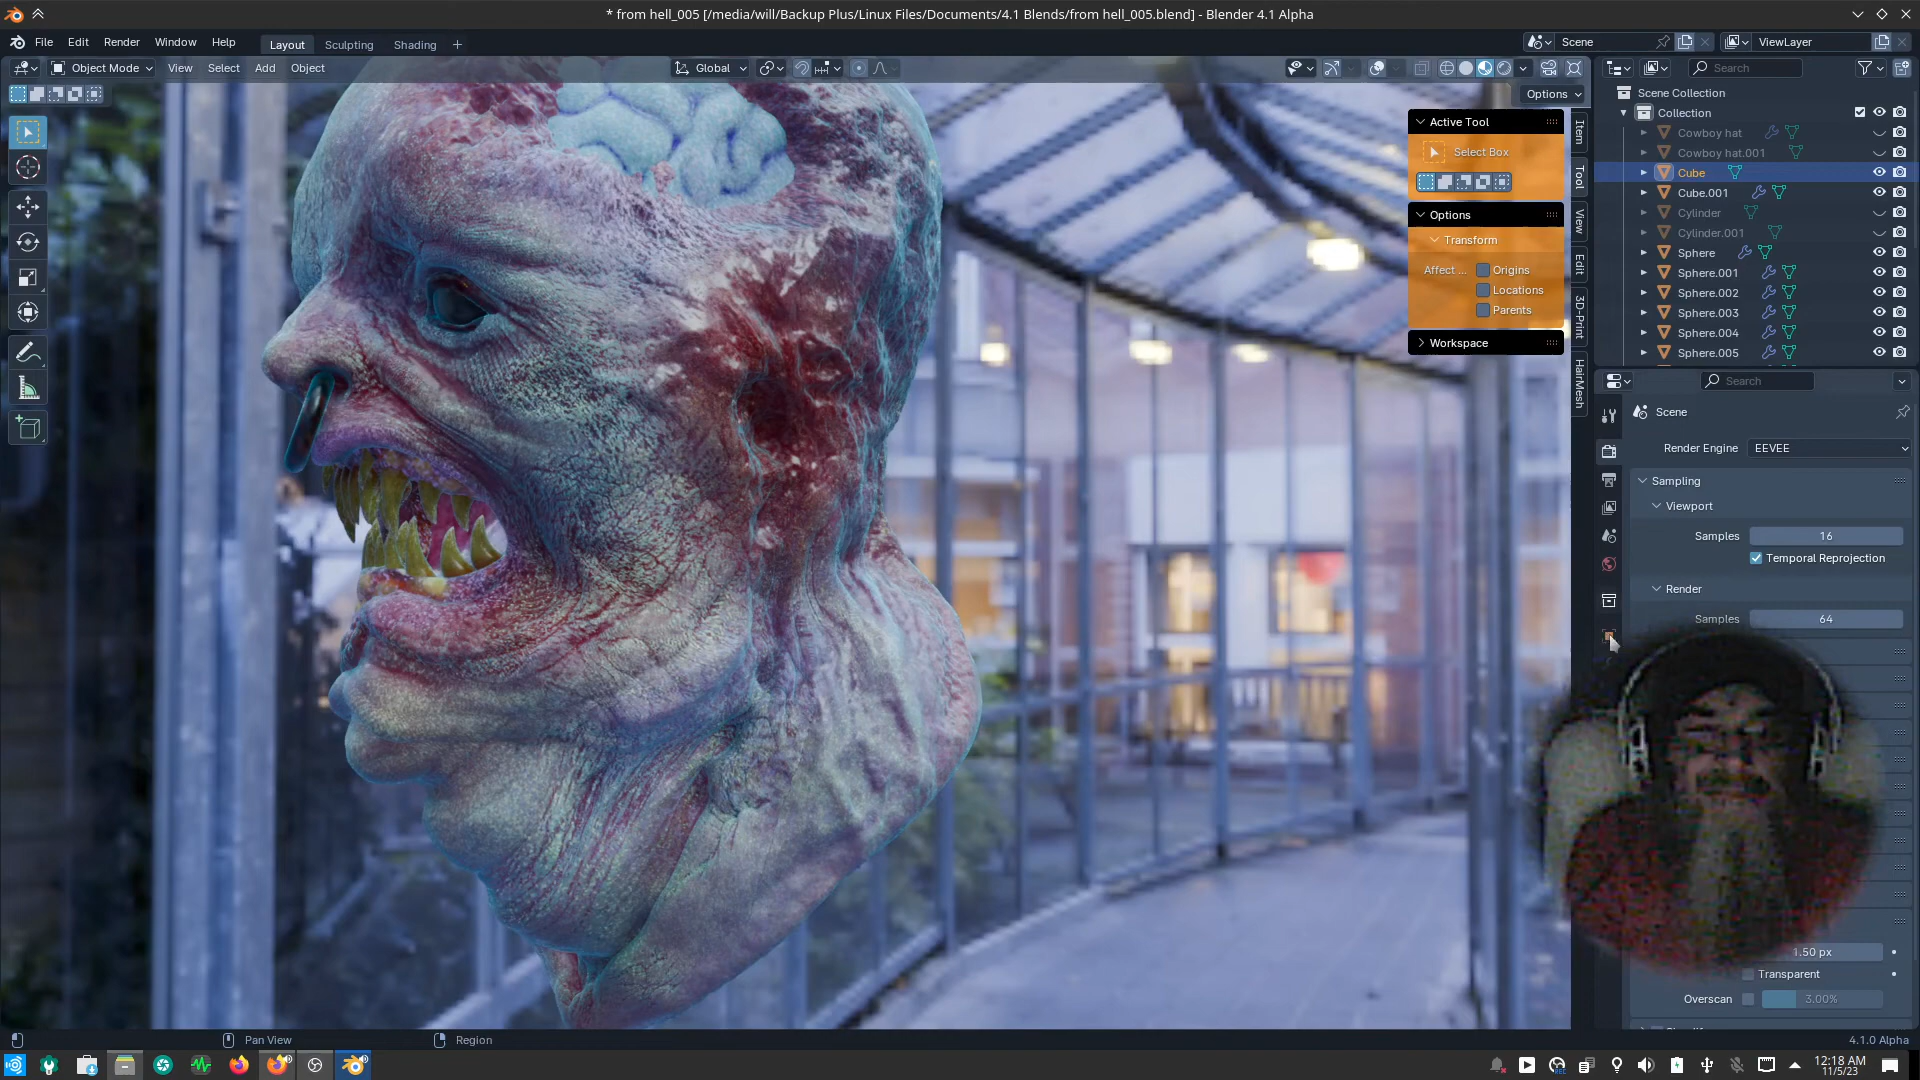 * from hell_005 [/media/will/Backup Plus/Linux Files/Documents/4.1 Blends/from hell_005.blend] - Blender 4.1 Alpha
File Edit Render Window Help Layout Sculpting Shading + Scene ViewLayer
Object Mode View Select Add Object Global Search
Options
Scene Collection
Collection
Cowboy hat
Cowboy hat.001
Cube
Cube.001
Cylinder
Cylinder.001
Sphere
Sphere.001
Sphere.002
Sphere.003
Sphere.004
Sphere.005
Active Tool
Select Box
Options
Transform
Affect ... Origins
Locations
Parents
Workspace
Item
Tool
View
Edit
3D-Print
HairMesh
Search
Scene
Render Engine EEVEE
Sampling
Viewport
Samples 16
Temporal Reprojection
Render
Samples 64
1.50 px
Transparent
Overscan 3.00%
Pan View Region 4.1.0 Alpha
12:18 AM
11/5/23